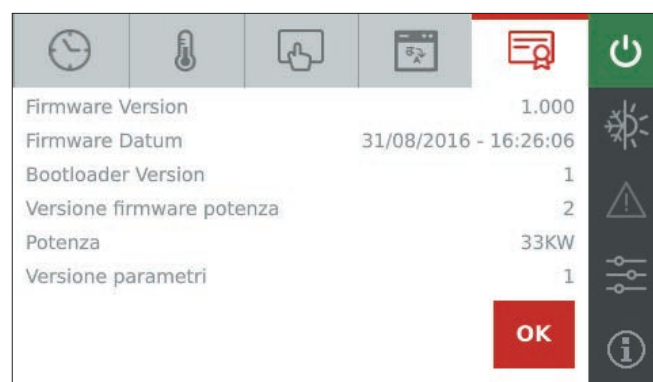 Firmware Version 1.000
Firmware Datum 31/08/2016 - 16:26:06
Bootloader Version 1
Versione firmware potenza 2
Potenza 33KW
Versione parametri 1
OK